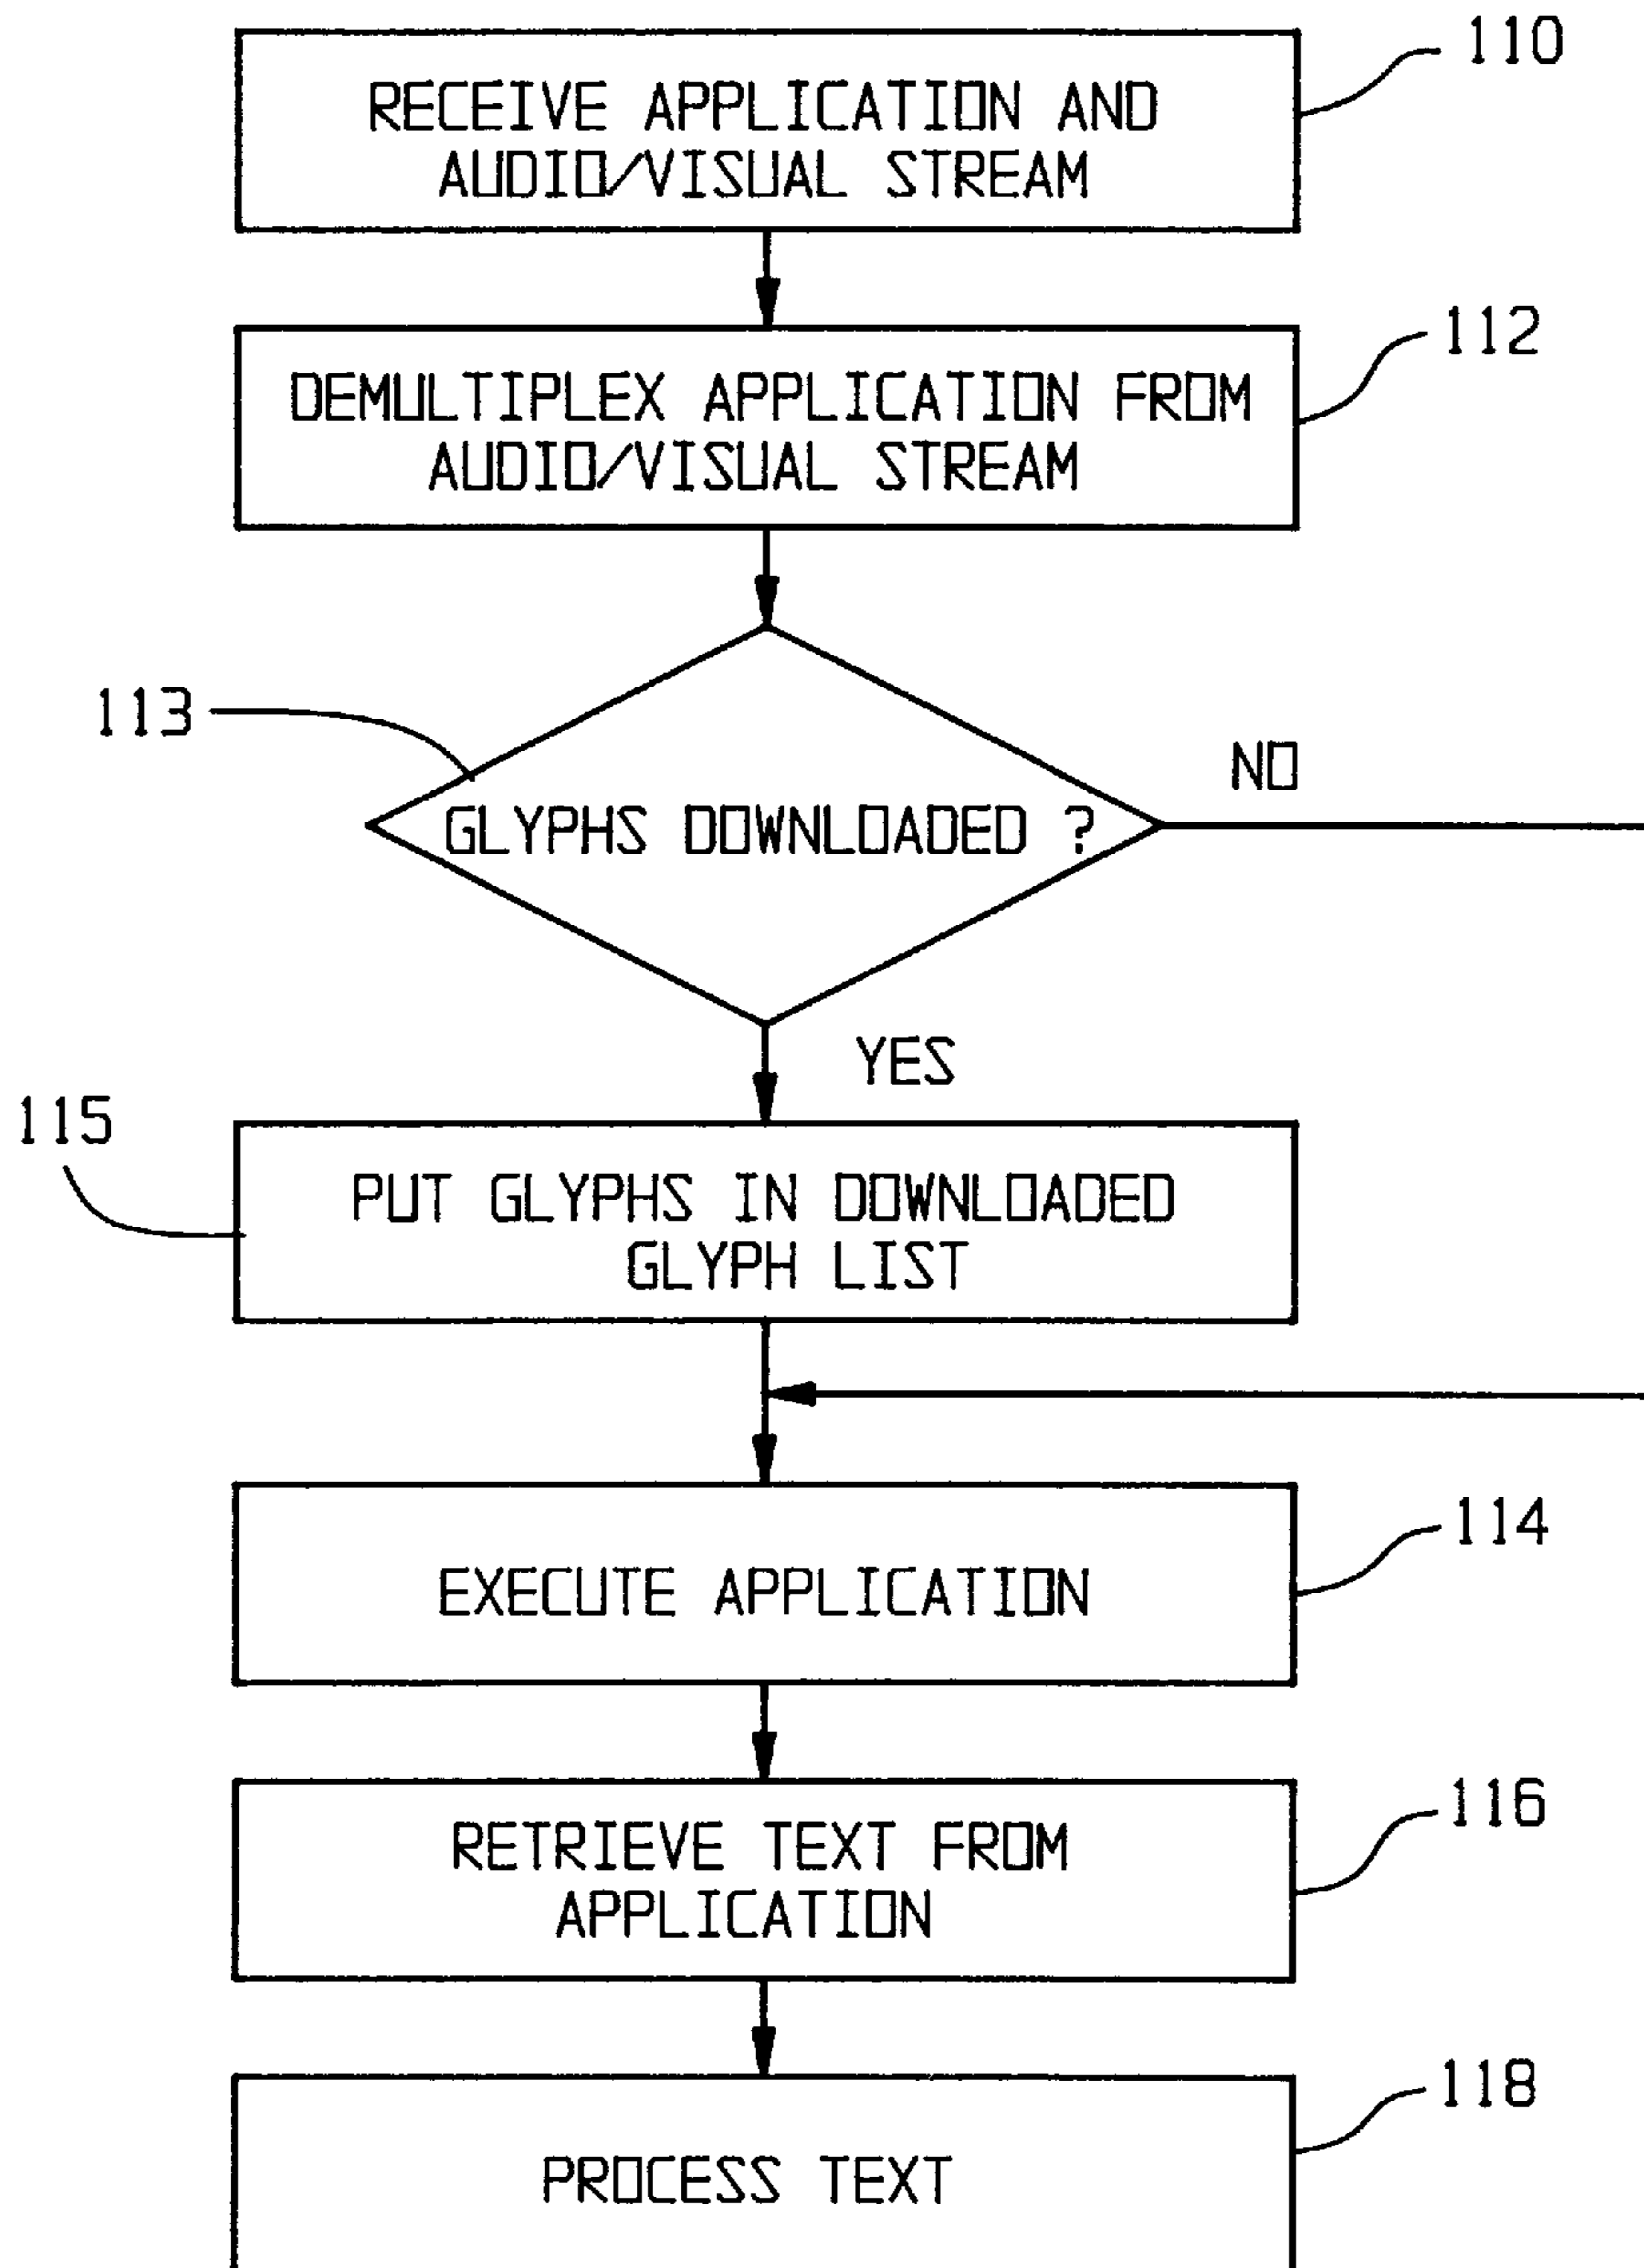 110
RECEIVE APPLICATION AND
AUDIO/VISUAL STREAM
112
DEMULTIPLEX APPLICATION FROM
AUDIO/VISUAL STREAM
113
NO
GLYPHS DOWNLOADED ?
YES
115
PUT GLYPHS IN DOWNLOADED
GLYPH LIST
114
EXECUTE APPLICATION
116
RETRIEVE TEXT FROM
APPLICATION
118
PROCESS TEXT